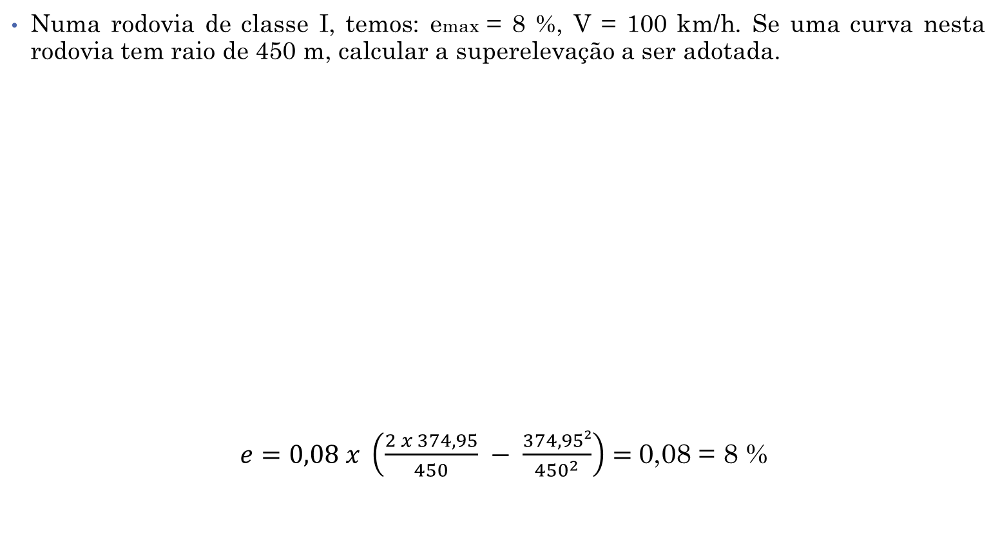 • Numa rodovia de classe I, temos: emax = 8 %, V = 100 km/h. Se uma curva nesta
rodovia tem raio de 450 m, calcular a superelevação a ser adotada.
e = 0,08 x (2 x 374,95 / 450 − 374,95² / 450²) = 0,08 = 8 %